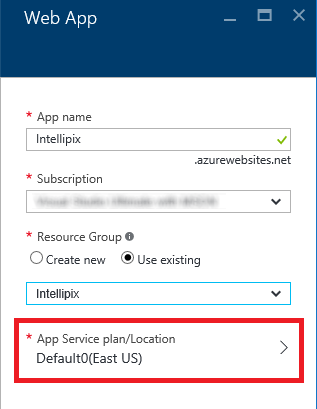 Web App
* App name
Intellipix
.azurewebsites.net
* Subscription
* Resource Group
Create new Use existing
Intellipix
* App Service plan/Location
Default0(East US)